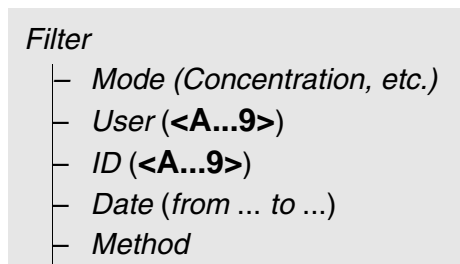 Filter
– Mode (Concentration, etc.)
– User (<A...9>)
– ID (<A...9>)
– Date (from ... to ...)
– Method